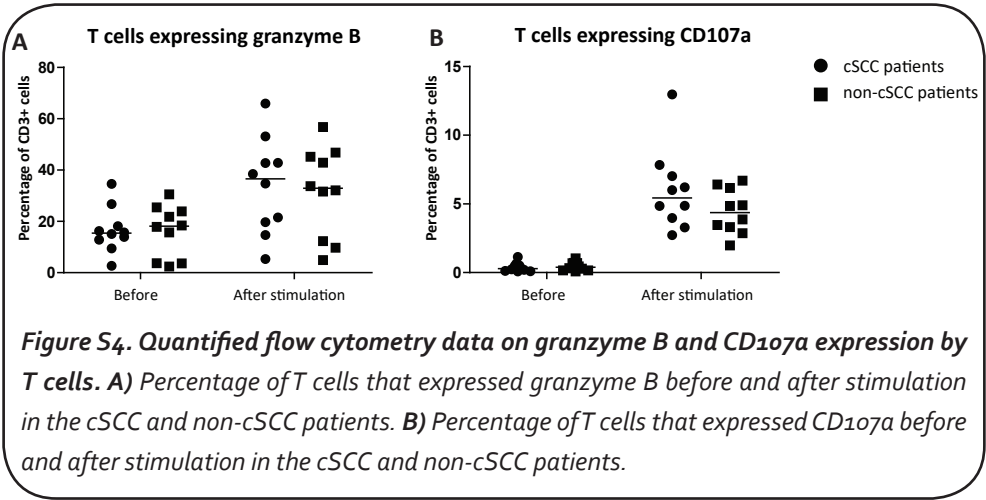 A
T cells expressing granzyme B
Percentage of CD3+ cells
80
60
40
20
0
Before
After stimulation
B
T cells expressing CD107a
Percentage of CD3+ cells
15
10
5
0
Before
After stimulation
cSCC patients
non-cSCC patients
Figure S4. Quantified flow cytometry data on granzyme B and CD107a expression by
T cells. A) Percentage of T cells that expressed granzyme B before and after stimulation
in the cSCC and non-cSCC patients. B) Percentage of T cells that expressed CD107a before
and after stimulation in the cSCC and non-cSCC patients.